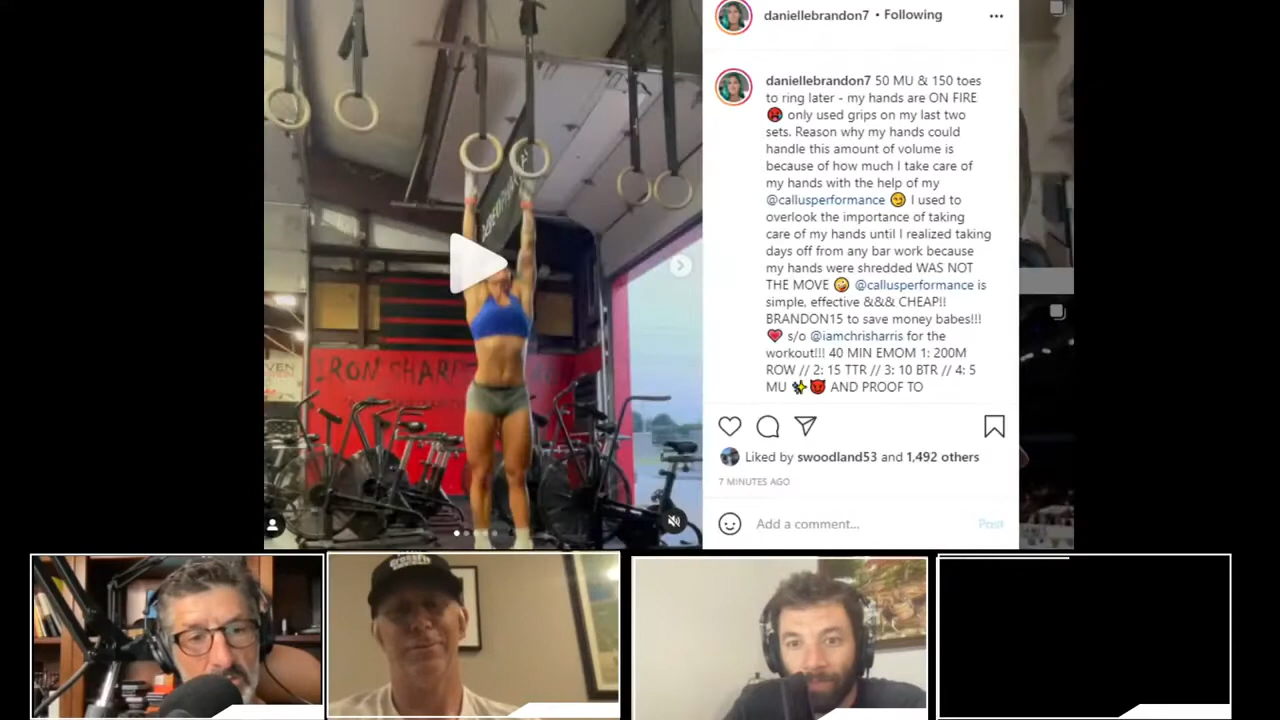 daniellebrandon7 • Following
daniellebrandon7 50 MU & 150 toes
to ring later - my hands are ON FIRE
only used grips on my last two
sets. Reason why my hands could
handle this amount of volume is
because of how much I take care of
my hands with the help of my
@callusperformance I used to
overlook the importance of taking
care of my hands until I realized taking
days off from any bar work because
my hands were shredded WAS NOT
THE MOVE @callusperformance is
simple, effective &&& CHEAP!!
BRANDON15 to save money babes!!!
s/o @iamchrisharris for the
workout!!! 40 MIN EMOM 1: 200M
ROW // 2: 15 TTR // 3: 10 BTR // 4: 5
MU AND PROOF TO
Liked by swoodland53 and 1,492 others
7 MINUTES AGO
Add a comment...
Post
IRON SHARP